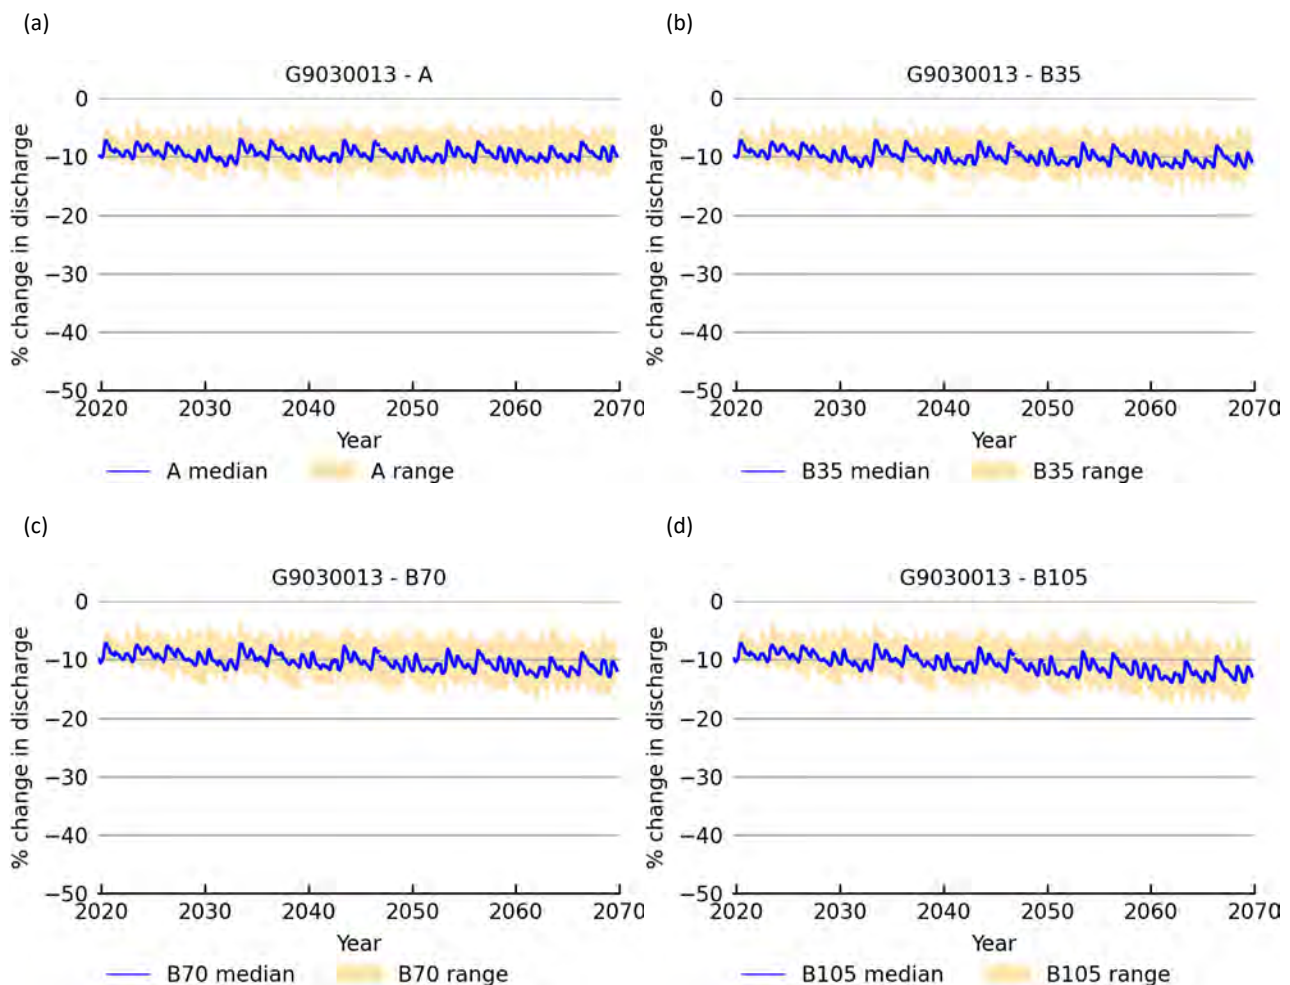 (a)
G9030013 - A
% change in discharge
0
−10
−20
−30
−40
−50
2020 2030 2040 2050 2060 2070
Year
A median A range
(b)
G9030013 - B35
% change in discharge
0
−10
−20
−30
−40
−50
2020 2030 2040 2050 2060 2070
Year
B35 median B35 range
(c)
G9030013 - B70
% change in discharge
0
−10
−20
−30
−40
−50
2020 2030 2040 2050 2060 2070
Year
B70 median B70 range
(d)
G9030013 - B105
% change in discharge
0
−10
−20
−30
−40
−50
2020 2030 2040 2050 2060 2070
Year
B105 median B105 range